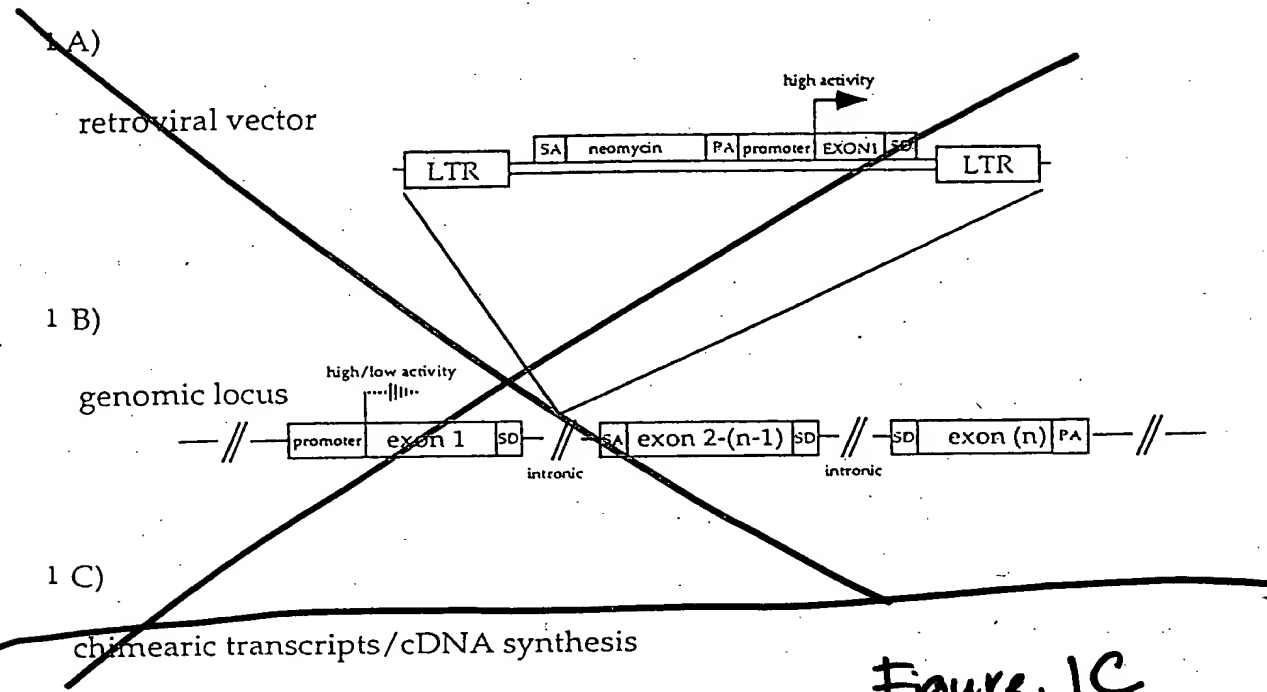 1 A)
high activity
retroviral vector
SA neomycin PA promoter EXON1 SD
LTR LTR
1 B)
high/low activity
genomic locus
promoter exon 1 SD SA exon 2-(n-1) SD SD exon (n) PA
intronic intronic
1 C)
chimearic transcripts/cDNA synthesis
Figure. 1C